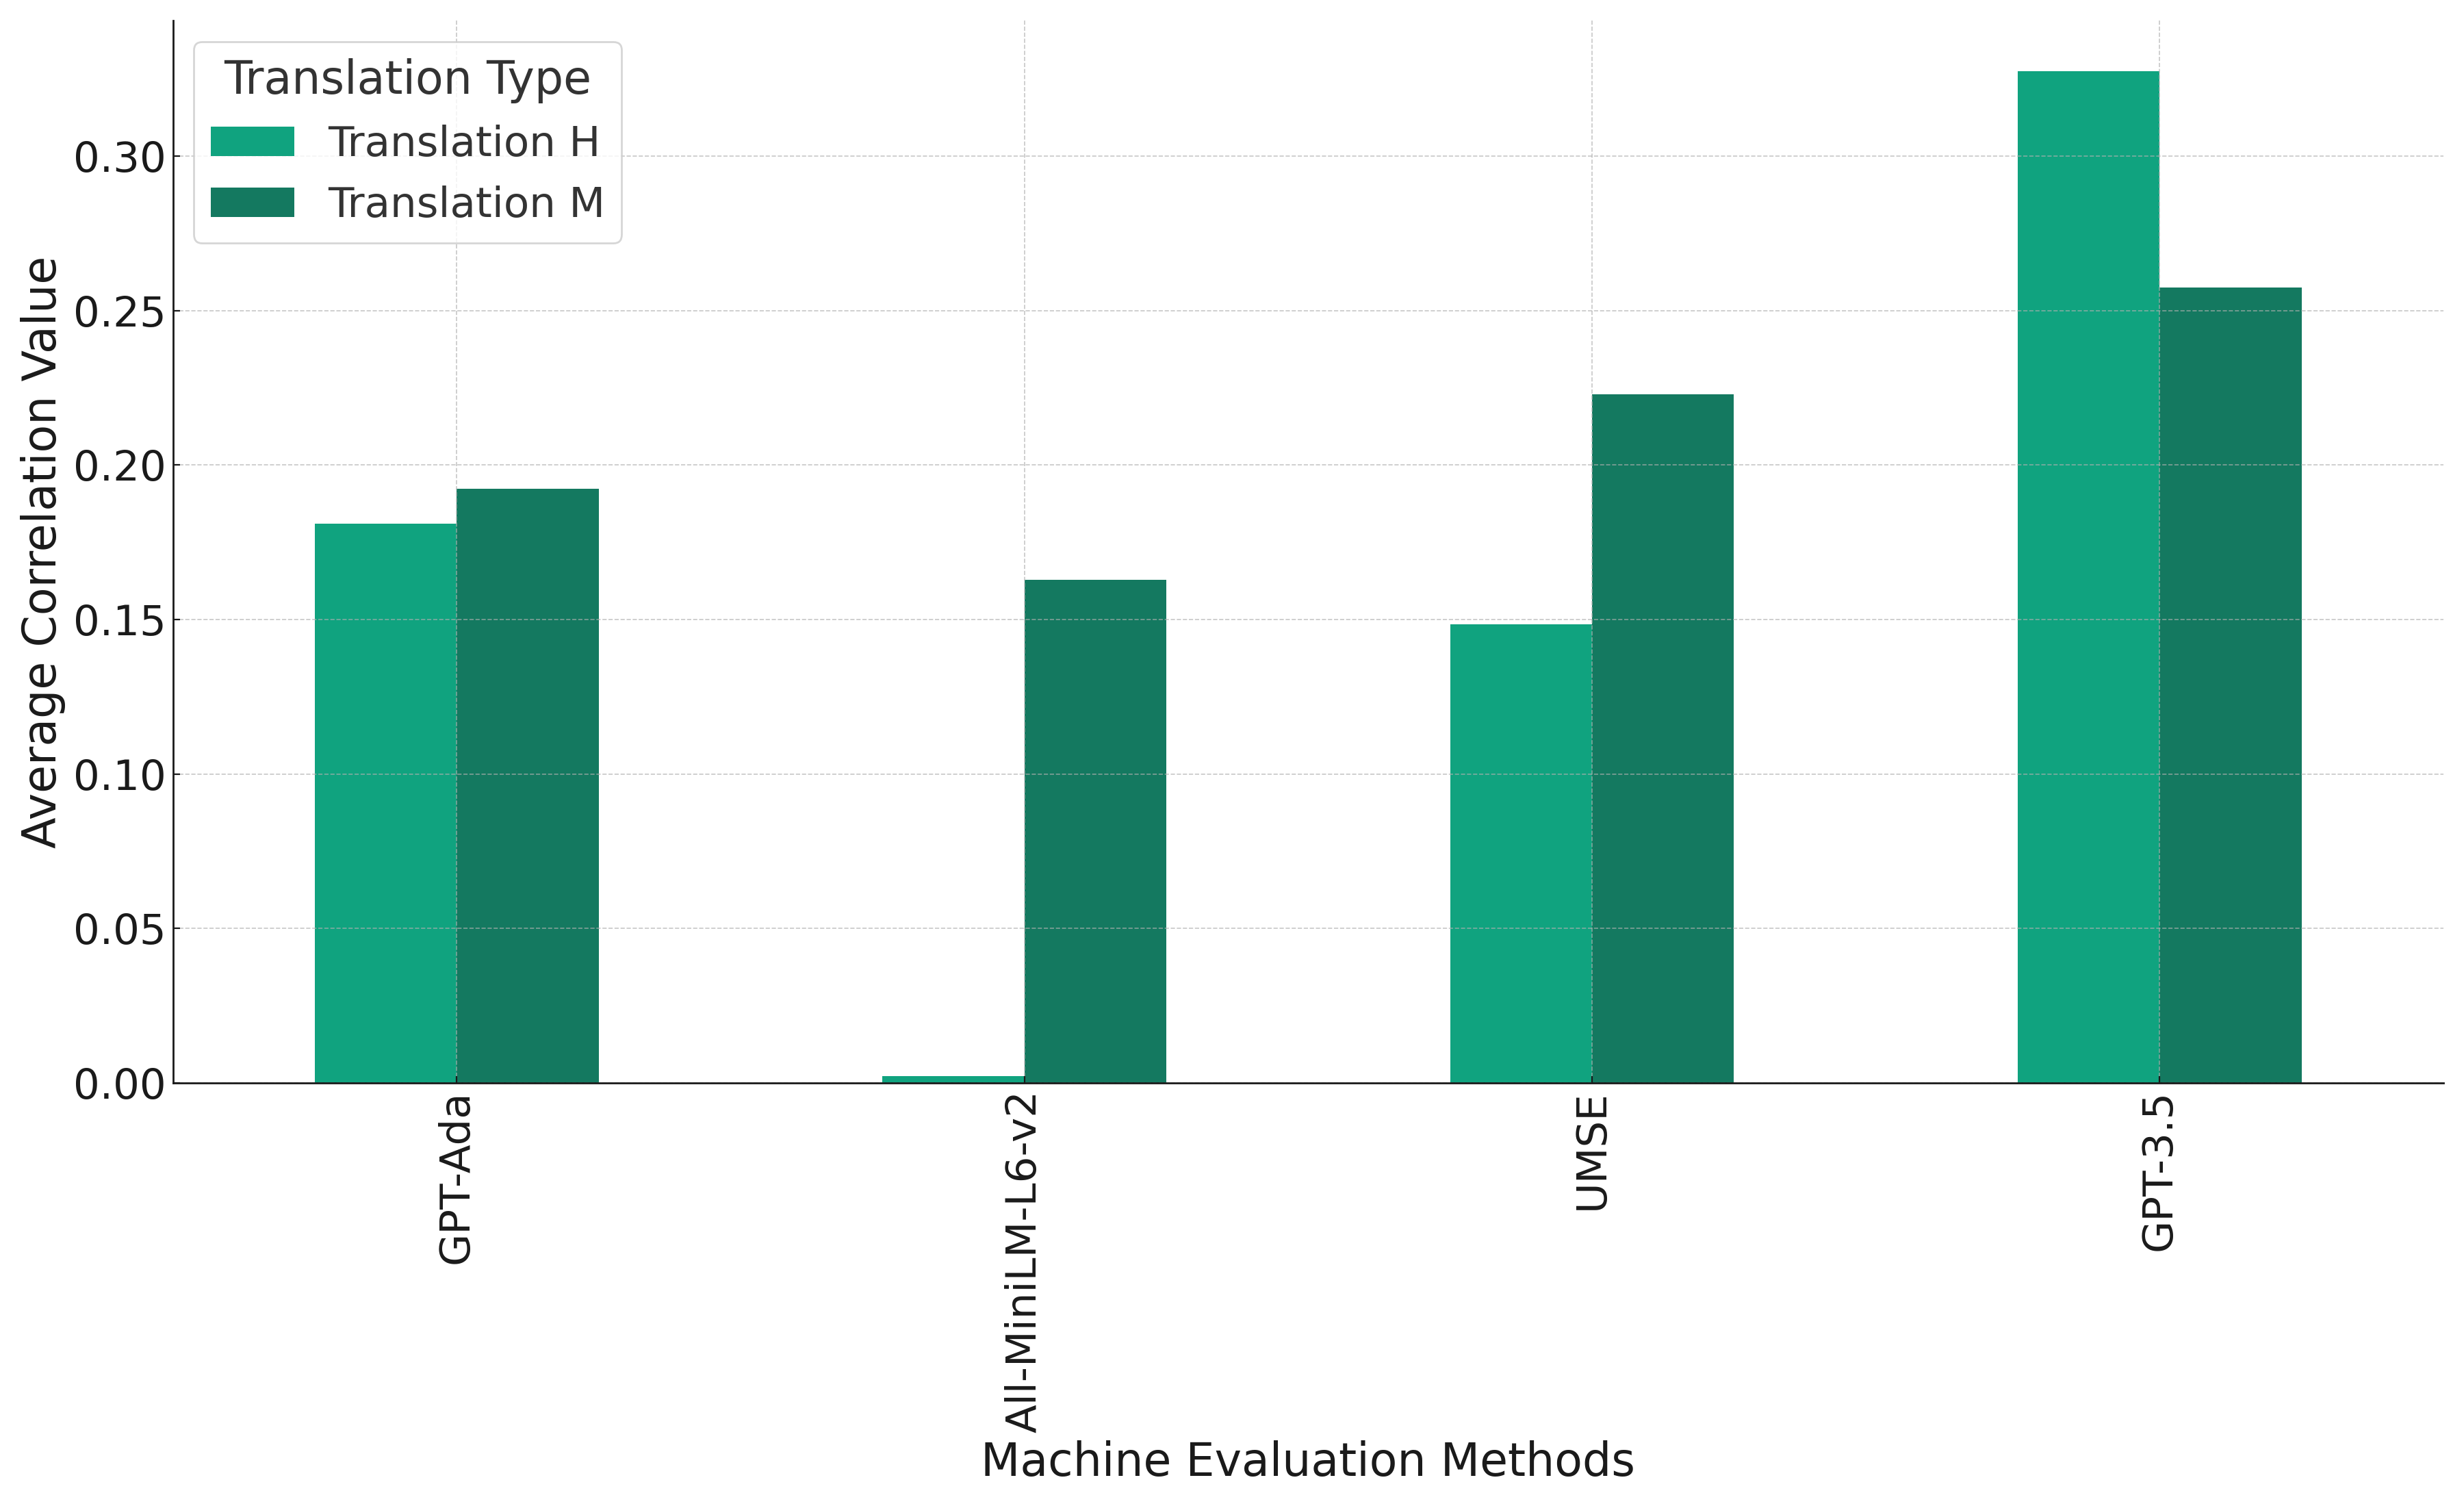 Translation Type
Translation H
Translation M
Average Correlation Value
0.30
0.25
0.20
0.15
0.10
0.05
0.00
GPT-Ada
All-MiniLM-L6-v2
UMSE
GPT-3.5
Machine Evaluation Methods